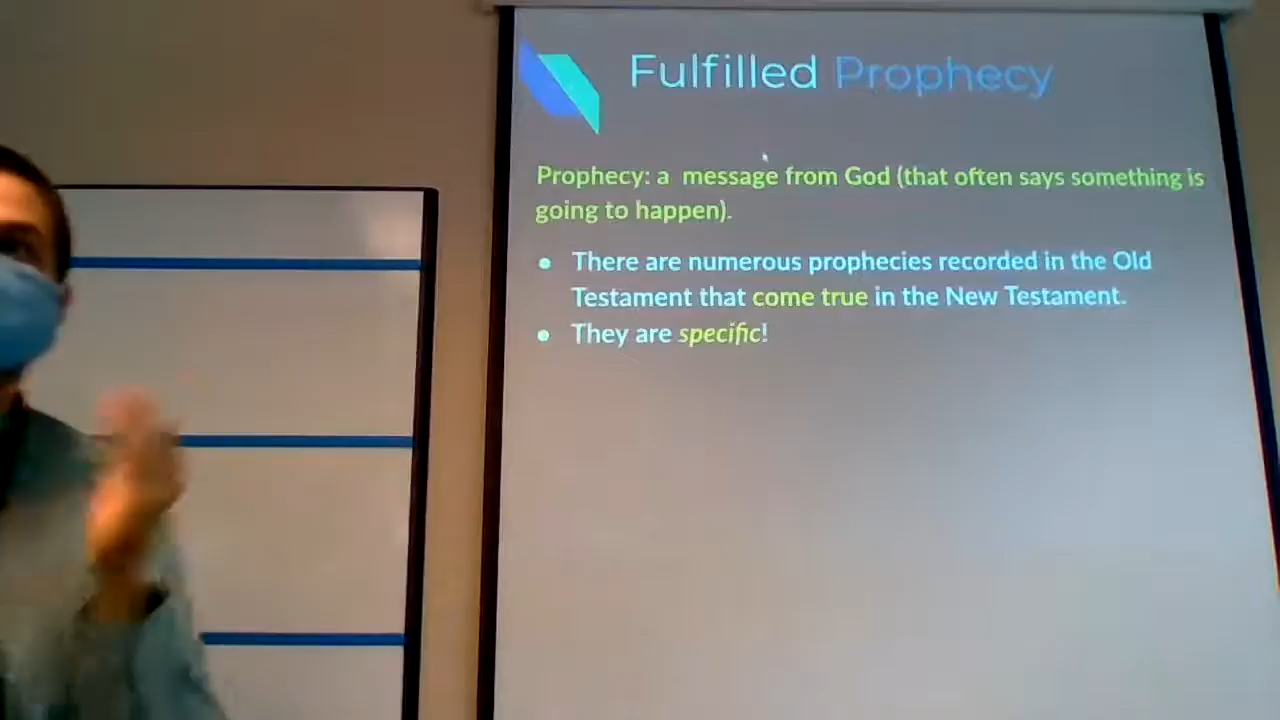 Fulfilled Prophecy
Prophecy: a message from God (that often says something is
going to happen).
● There are numerous prophecies recorded in the Old
Testament that come true in the New Testament.
● They are specific!